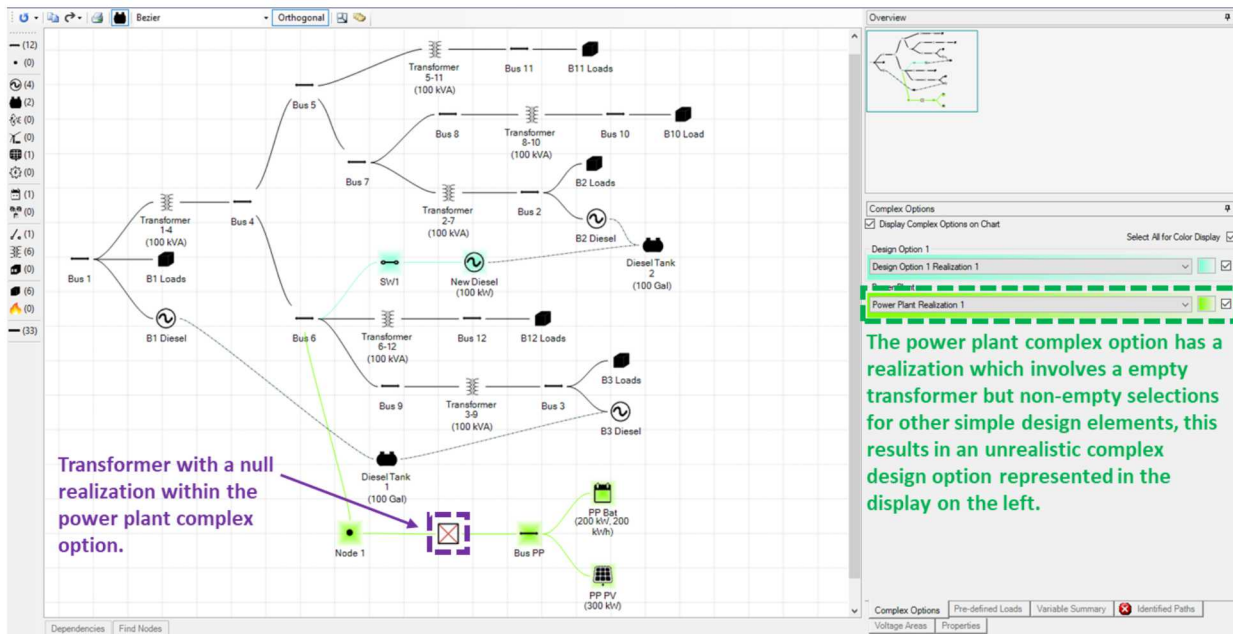 Bezier
Orthogonal
Overview
(12)
(0)
(4)
(2)
(0)
(0)
(1)
(0)
(1)
(0)
(1)
(6)
(0)
(6)
(0)
(33)
Transformer
5-11
(100 kVA)
Bus 11
B11 Loads
Bus 5
Bus 8
Transformer
8-10
(100 kVA)
Bus 10
B10 Load
Bus 7
B2 Loads
Transformer
2-7
(100 kVA)
Bus 2
B2 Diesel
Transformer
1-4
(100 kVA)
Bus 4
Diesel Tank
2
(100 Gal)
Bus 1
B1 Loads
SW1
New Diesel
(100 kW)
B1 Diesel
Bus 6
Transformer
6-12
(100 kVA)
Bus 12
B12 Loads
B3 Loads
Bus 9
Transformer
3-9
(100 kVA)
Bus 3
B3 Diesel
Diesel Tank
1
(100 Gal)
Transformer with a null
realization within the
power plant complex
option.
PP Bat
(200 kW, 200
kWh)
Node 1
Bus PP
PP PV
(300 kW)
Dependencies
Find Nodes
Complex Options
Display Complex Options on Chart
Select All for Color Display
Design Option 1
Design Option 1 Realization 1
Power Plant
Power Plant Realization 1
The power plant complex option has a
realization which involves a empty
transformer but non-empty selections
for other simple design elements, this
results in an unrealistic complex
design option represented in the
display on the left.
Complex Options
Pre-defined Loads
Variable Summary
Identified Paths
Voltage Areas
Properties